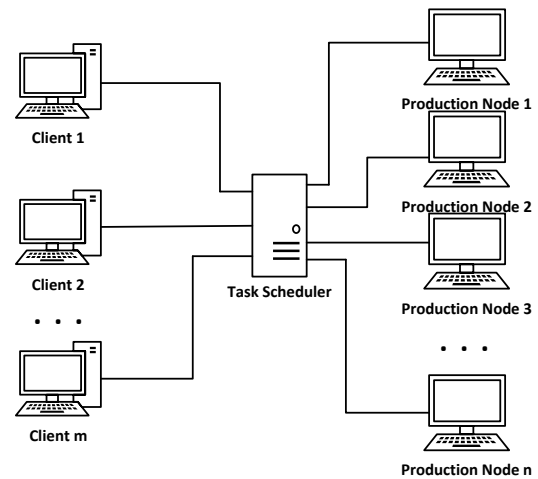 Client 1
Client 2
. . .
Client m
Task Scheduler
Production Node 1
Production Node 2
Production Node 3
. . .
Production Node n